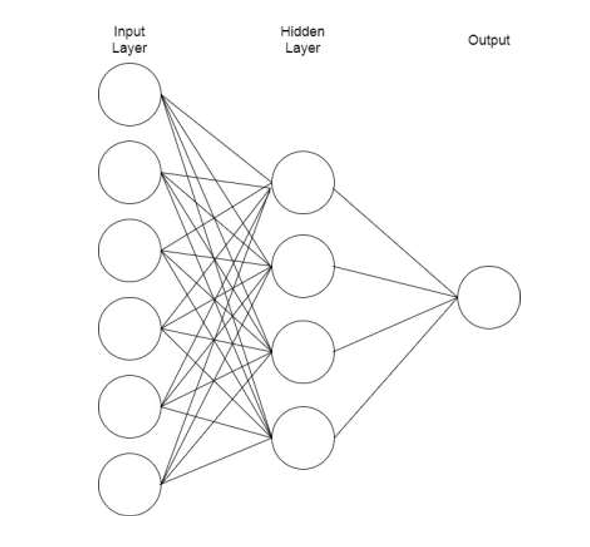 Input
Layer
Hidden
Layer
Output